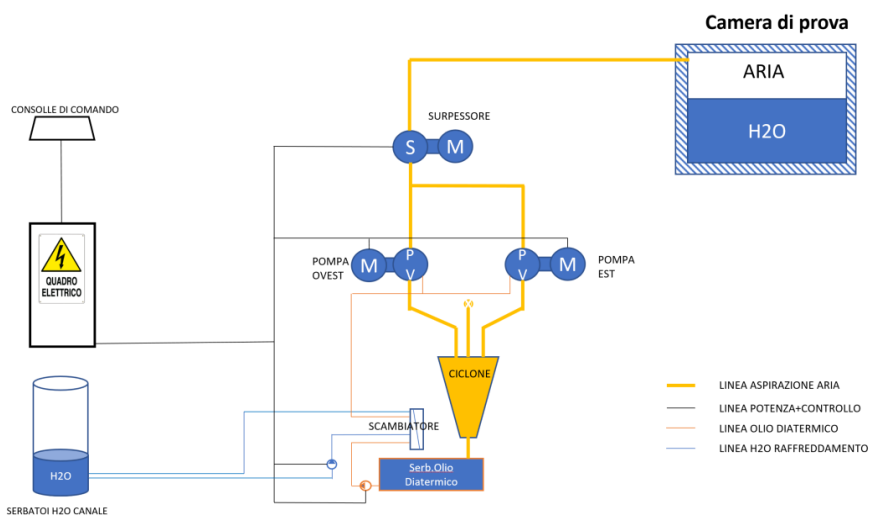 Camera di prova
ARIA
H2O
CONSOLLE DI COMANDO
SURPESSORE
S
M
QUADRO
ELETTRICO
POMPA
OVEST
M
P
V
P
V
M
POMPA
EST
CICLONE
SCAMBIATORE
Serb.Olio
Diatermico
H2O
SERBATOI H2O CANALE
LINEA ASPIRAZIONE ARIA
LINEA POTENZA+CONTROLLO
LINEA OLIO DIATERMICO
LINEA H2O RAFFREDDAMENTO